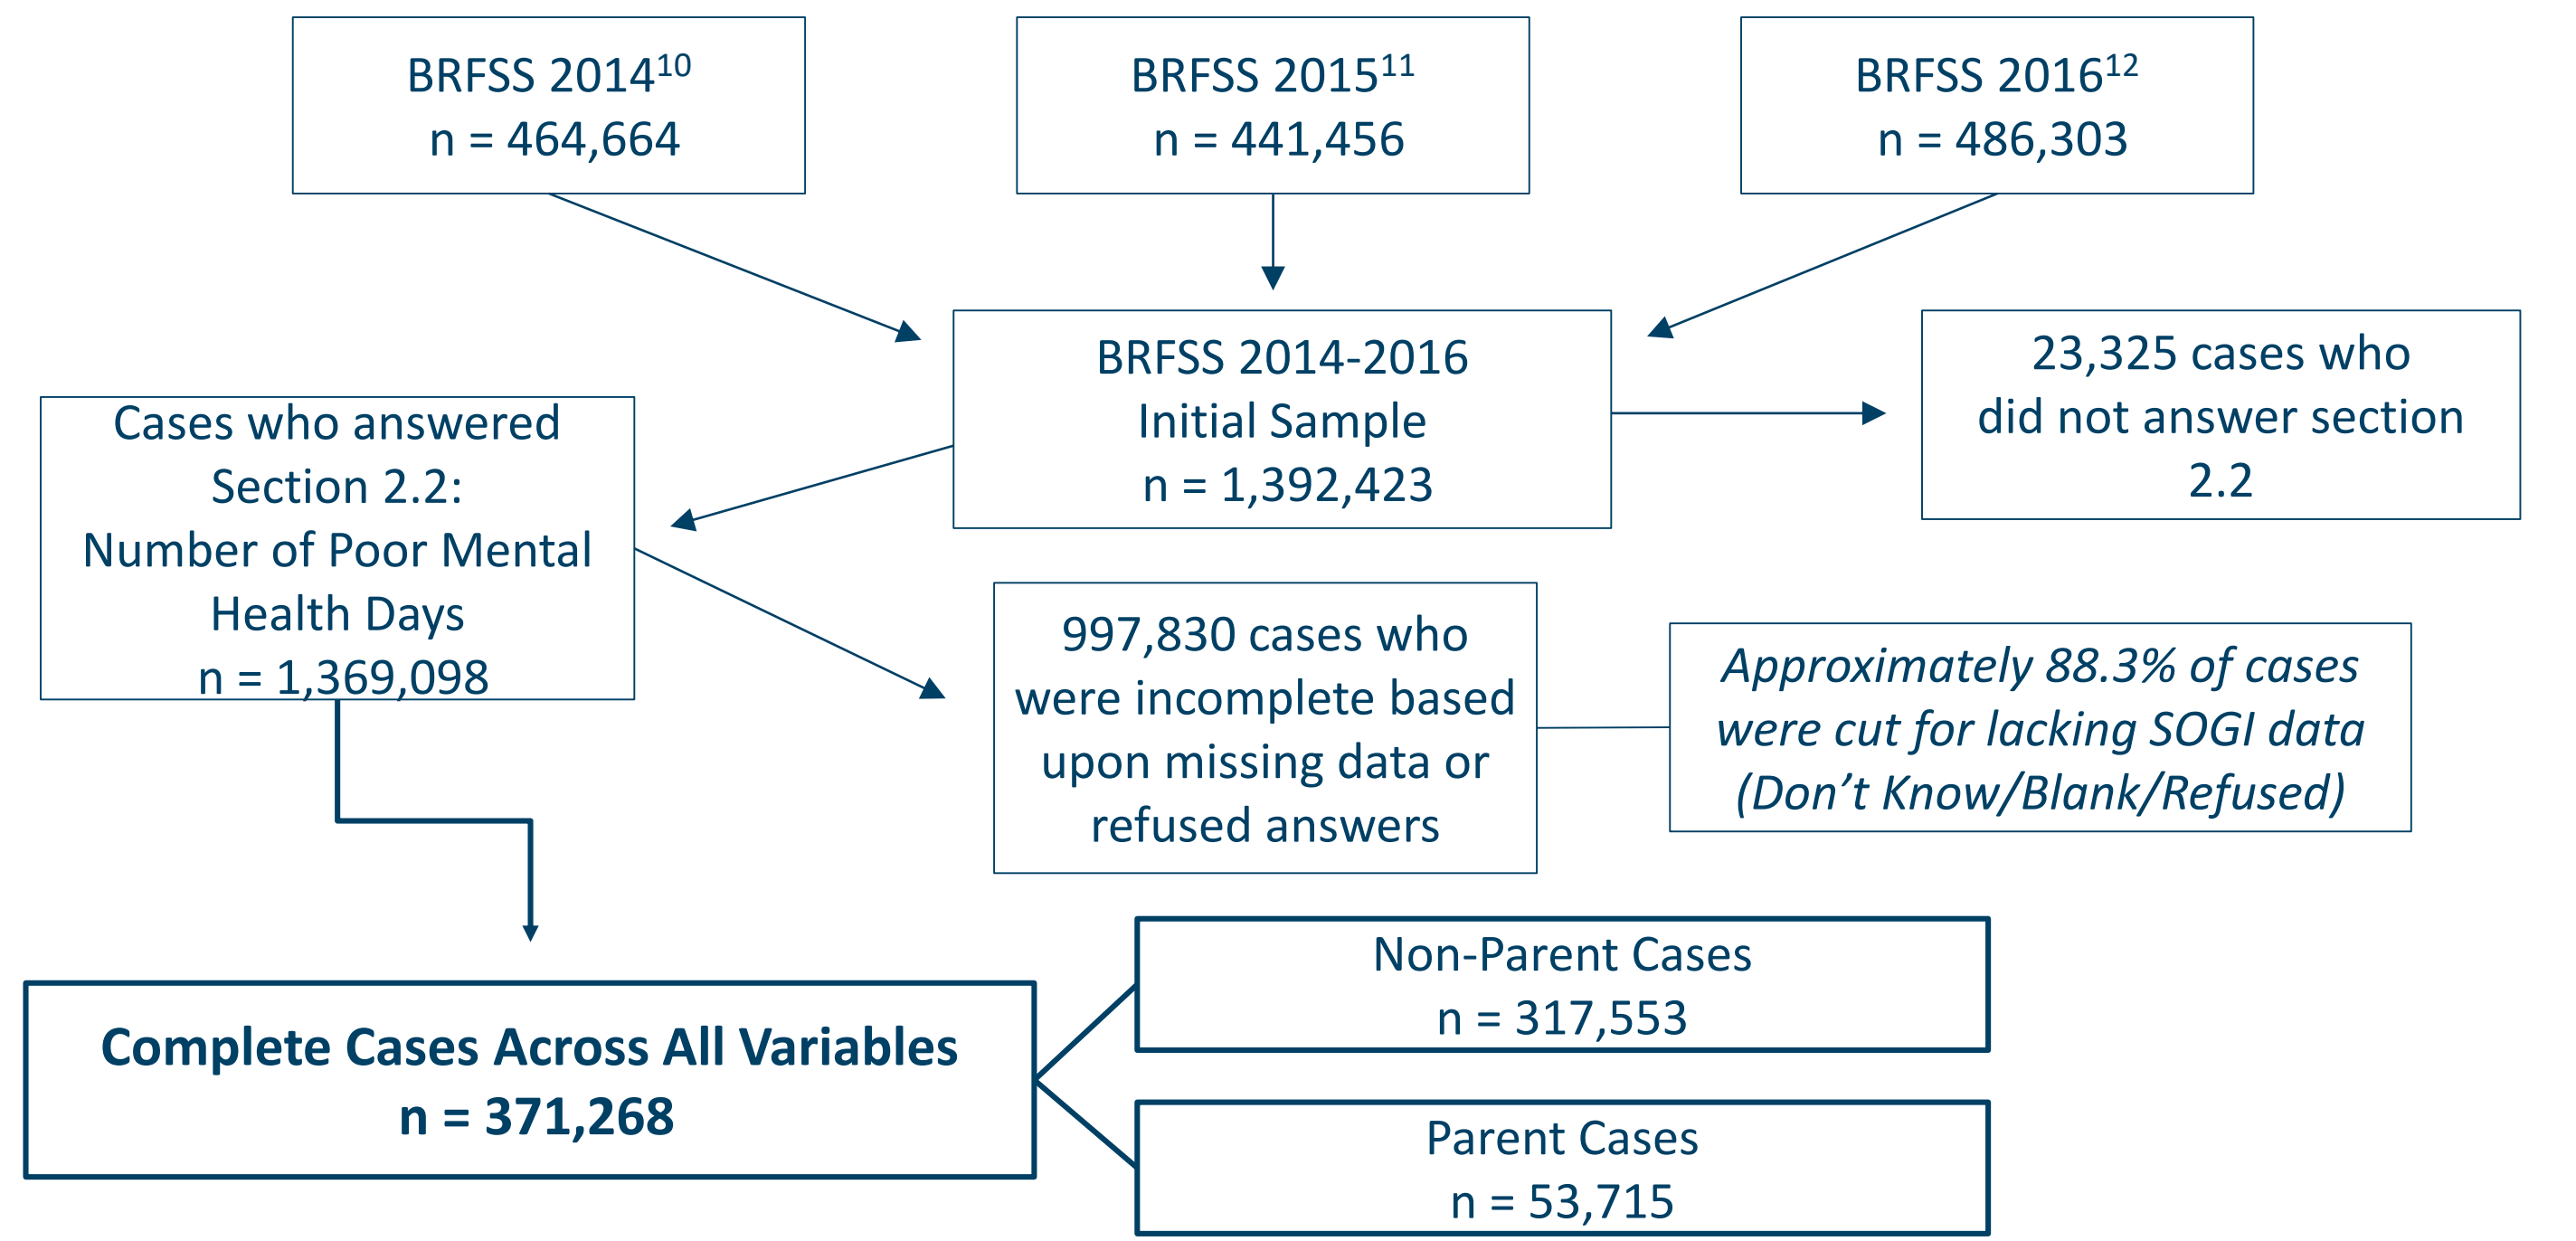 BRFSS 2014¹⁰
n = 464,664
BRFSS 2015¹¹
n = 441,456
BRFSS 2016¹²
n = 486,303
BRFSS 2014-2016
Initial Sample
n = 1,392,423
23,325 cases who
did not answer section
2.2
Cases who answered
Section 2.2:
Number of Poor Mental
Health Days
n = 1,369,098
997,830 cases who
were incomplete based
upon missing data or
refused answers
Approximately 88.3% of cases
were cut for lacking SOGI data
(Don’t Know/Blank/Refused)
Complete Cases Across All Variables
n = 371,268
Non-Parent Cases
n = 317,553
Parent Cases
n = 53,715